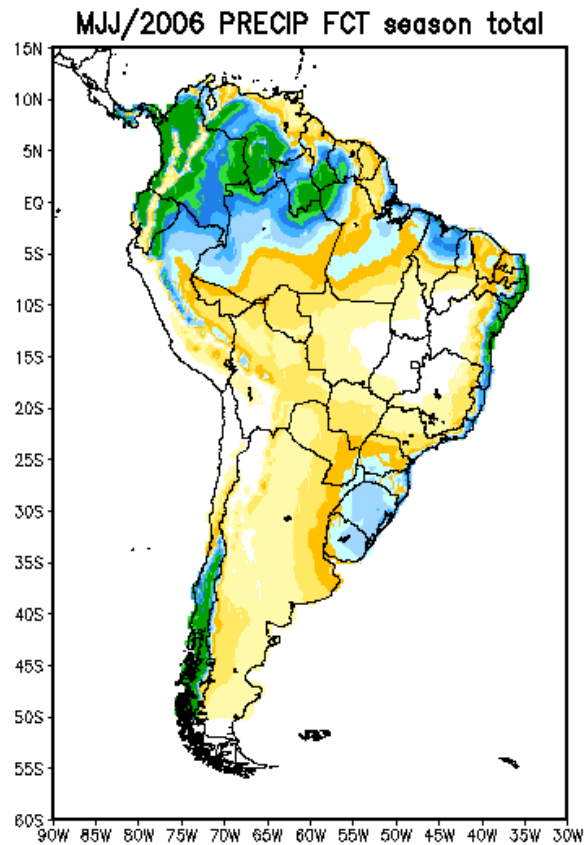 MJJ/2006 PRECIP FCT season total
15N
10N
5N
EQ
5S
10S
15S
20S
25S
30S
35S
40S
45S
50S
55S
60S
90W 85W 80W 75W 70W 65W 60W 55W 50W 45W 40W 35W 30W